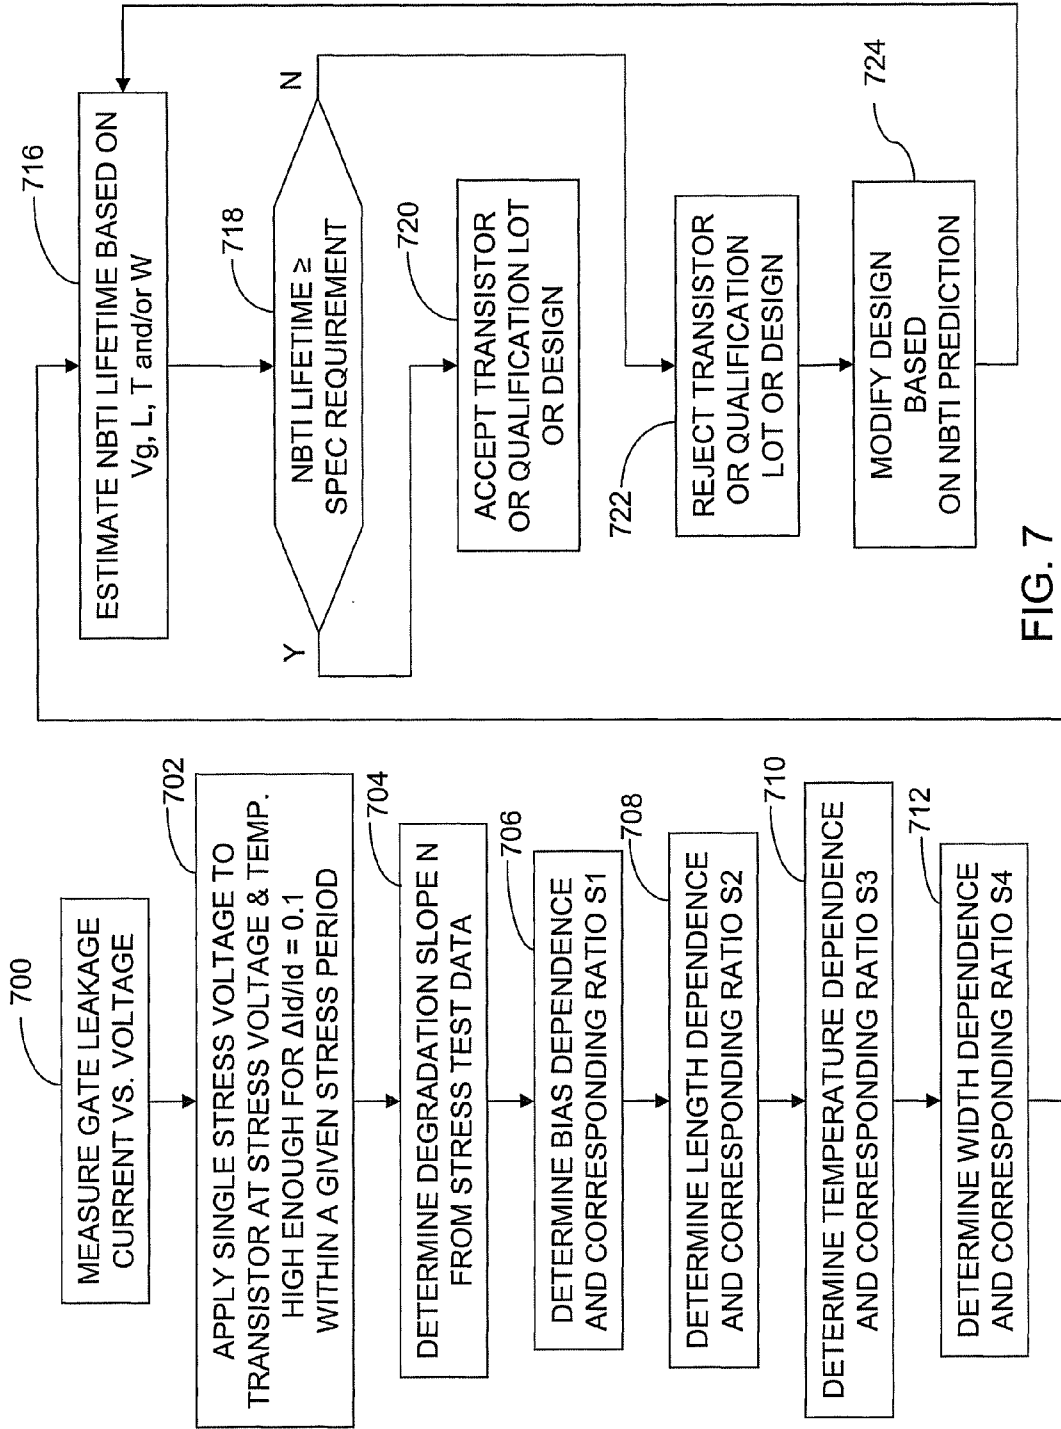 700
MEASURE GATE LEAKAGE
CURRENT VS. VOLTAGE
702
APPLY SINGLE STRESS VOLTAGE TO
TRANSISTOR AT STRESS VOLTAGE & TEMP.
HIGH ENOUGH FOR ΔId/Id = 0.1
WITHIN A GIVEN STRESS PERIOD
704
DETERMINE DEGRADATION SLOPE N
FROM STRESS TEST DATA
706
DETERMINE BIAS DEPENDENCE
AND CORRESPONDING RATIO S1
708
DETERMINE LENGTH DEPENDENCE
AND CORRESPONDING RATIO S2
710
DETERMINE TEMPERATURE DEPENDENCE
AND CORRESPONDING RATIO S3
712
DETERMINE WIDTH DEPENDENCE
AND CORRESPONDING RATIO S4
716
ESTIMATE NBTI LIFETIME BASED ON
Vg, L, T and/or W
718
NBTI LIFETIME ≥
SPEC REQUIREMENT
Y
N
720
ACCEPT TRANSISTOR
OR QUALIFICATION LOT
OR DESIGN
722
REJECT TRANSISTOR
OR QUALIFICATION
LOT OR DESIGN
724
MODIFY DESIGN
BASED
ON NBTI PREDICTION
FIG. 7